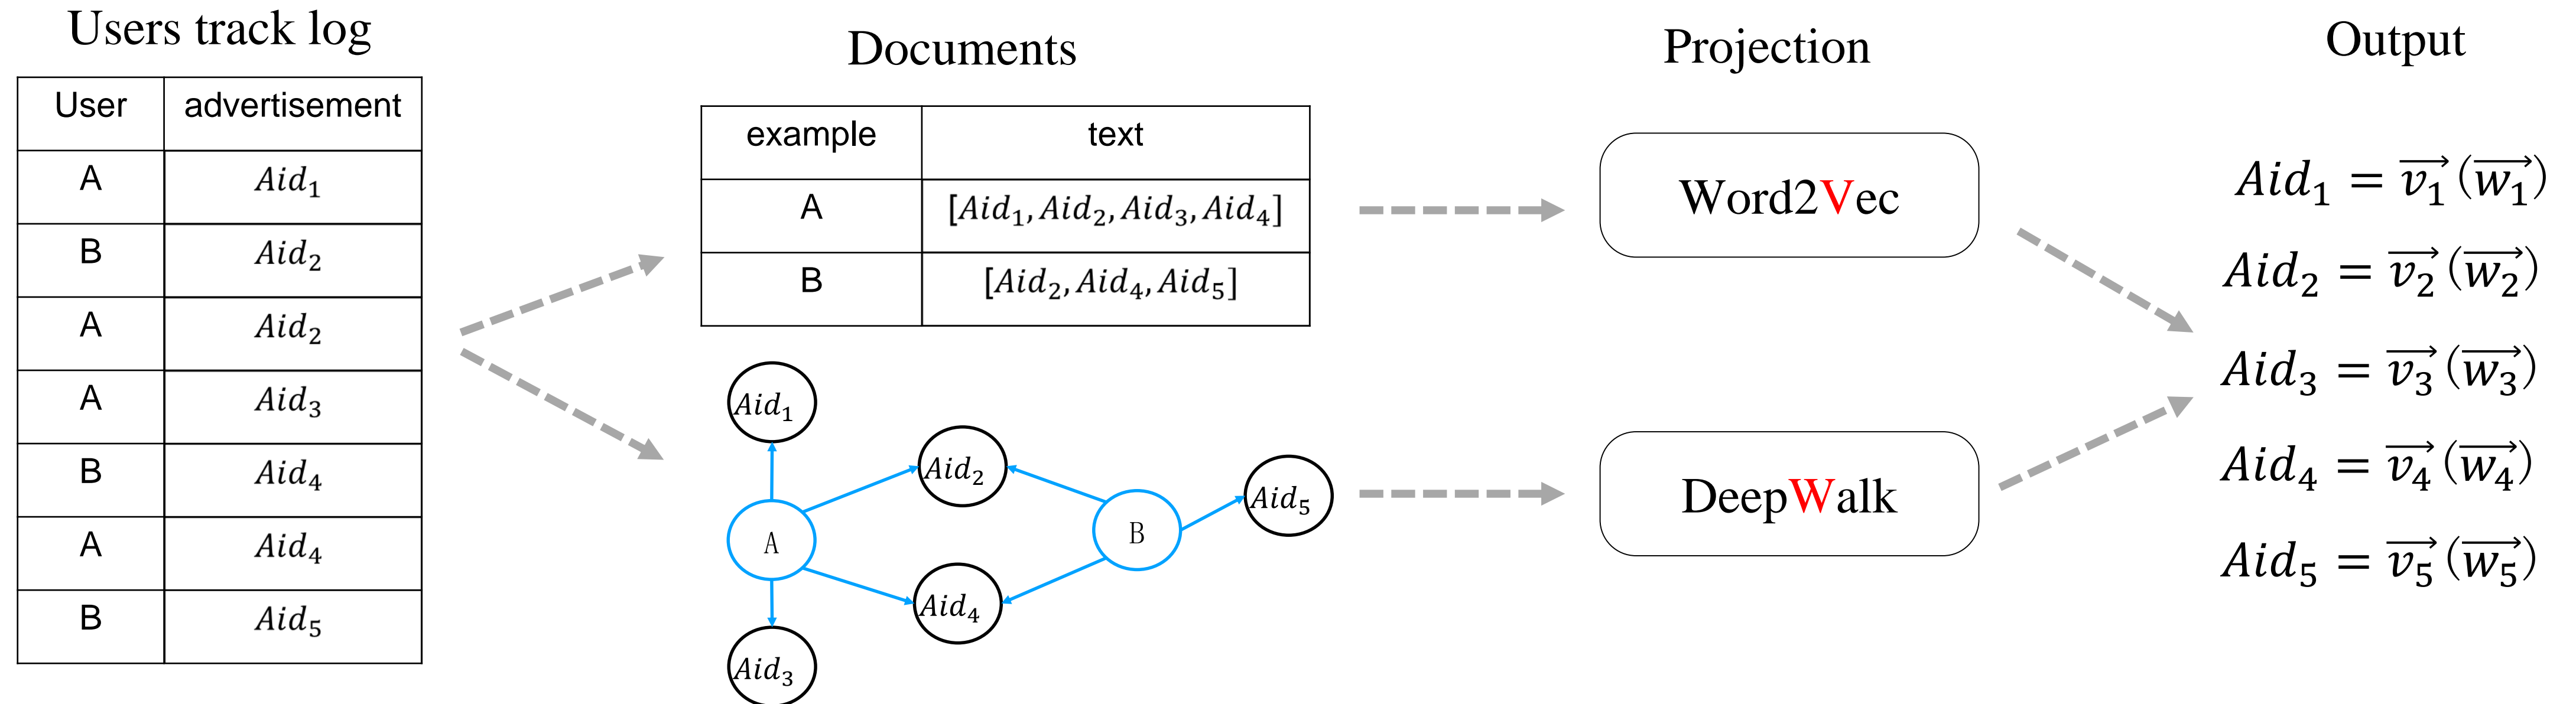 Users track log
User advertisement
A Aid₁
B Aid₂
A Aid₂
A Aid₃
B Aid₄
A Aid₄
B Aid₅
Documents
example text
A [Aid₁, Aid₂, Aid₃, Aid₄]
B [Aid₂, Aid₄, Aid₅]
Aid₁
Aid₂
Aid₅
A
B
Aid₄
Aid₃
Projection
Word2Vec
DeepWalk
Output
Aid₁ = v₁⃗ (w₁⃗)
Aid₂ = v₂⃗ (w₂⃗)
Aid₃ = v₃⃗ (w₃⃗)
Aid₄ = v₄⃗ (w₄⃗)
Aid₅ = v₅⃗ (w₅⃗)